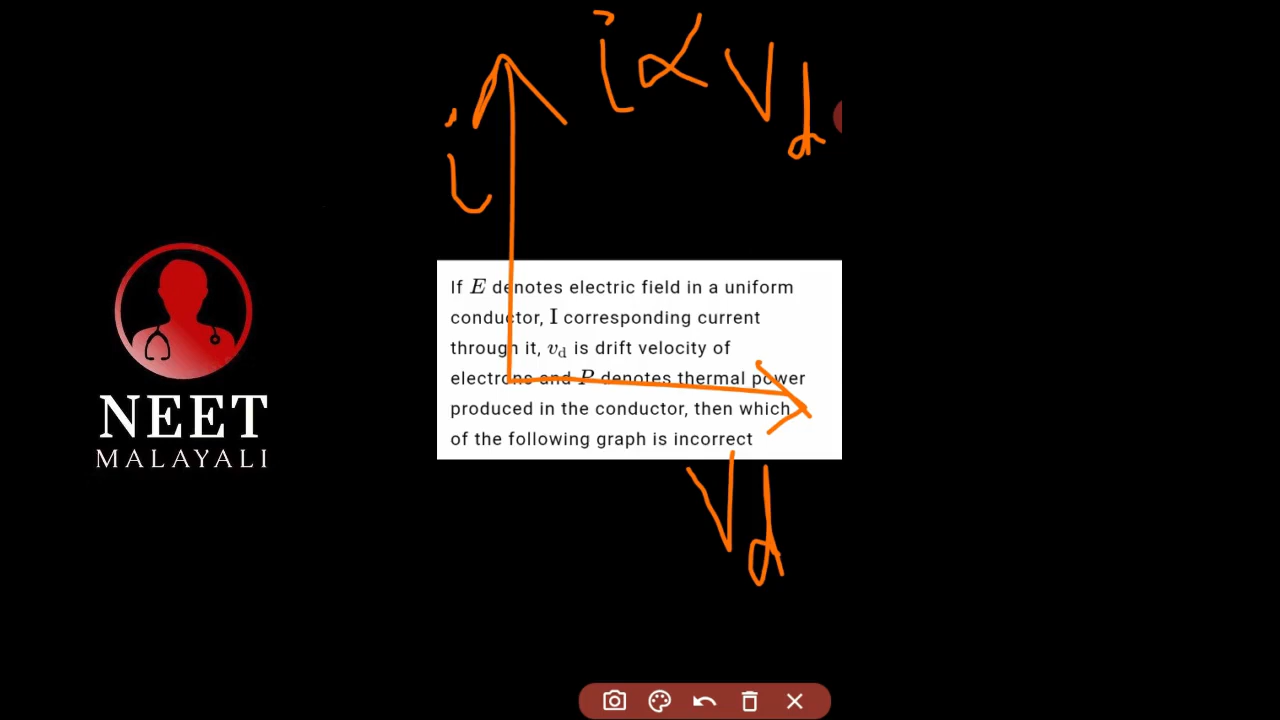 i α Vd
i
If E denotes electric field in a uniform
conductor, I corresponding current
through it, vd is drift velocity of
electrons and P denotes thermal power
produced in the conductor, then which
of the following graph is incorrect
Vd
NEET
MALAYALI